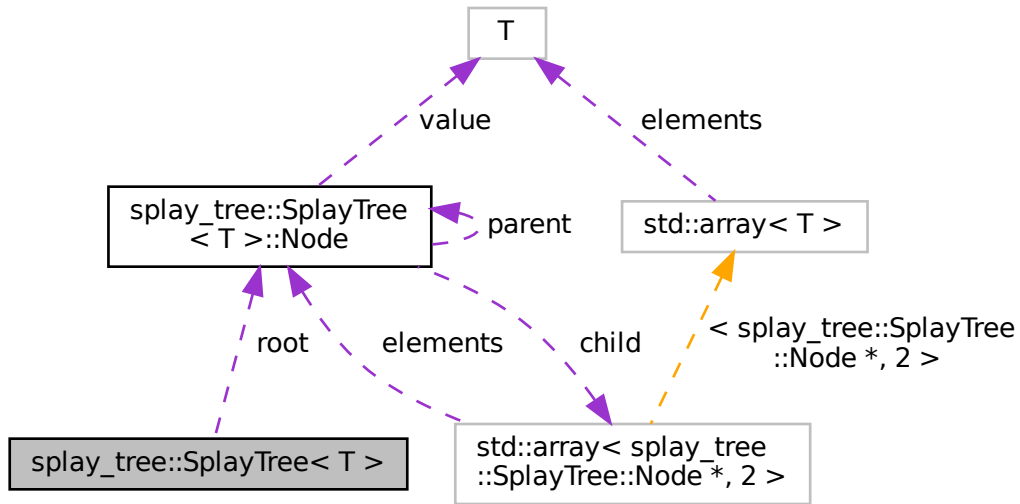 T
value
elements
splay_tree::SplayTree
< T >::Node
parent
std::array< T >
root
elements
child
< splay_tree::SplayTree
::Node *, 2 >
splay_tree::SplayTree< T >
std::array< splay_tree
::SplayTree::Node *, 2 >